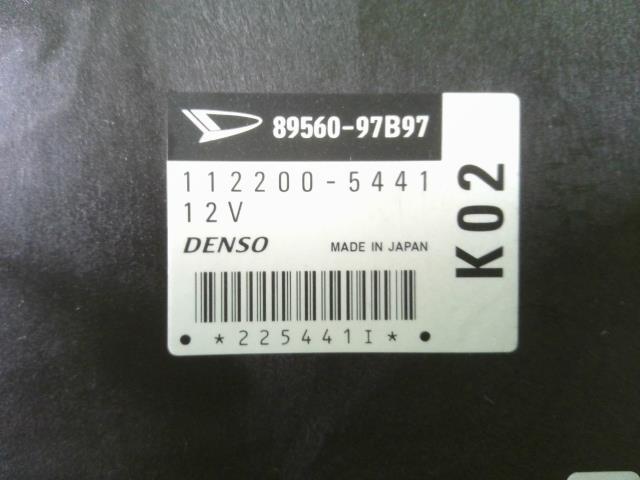 89560-97B97
112200-5441
12V
DENSO MADE IN JAPAN
*225441I*
K02